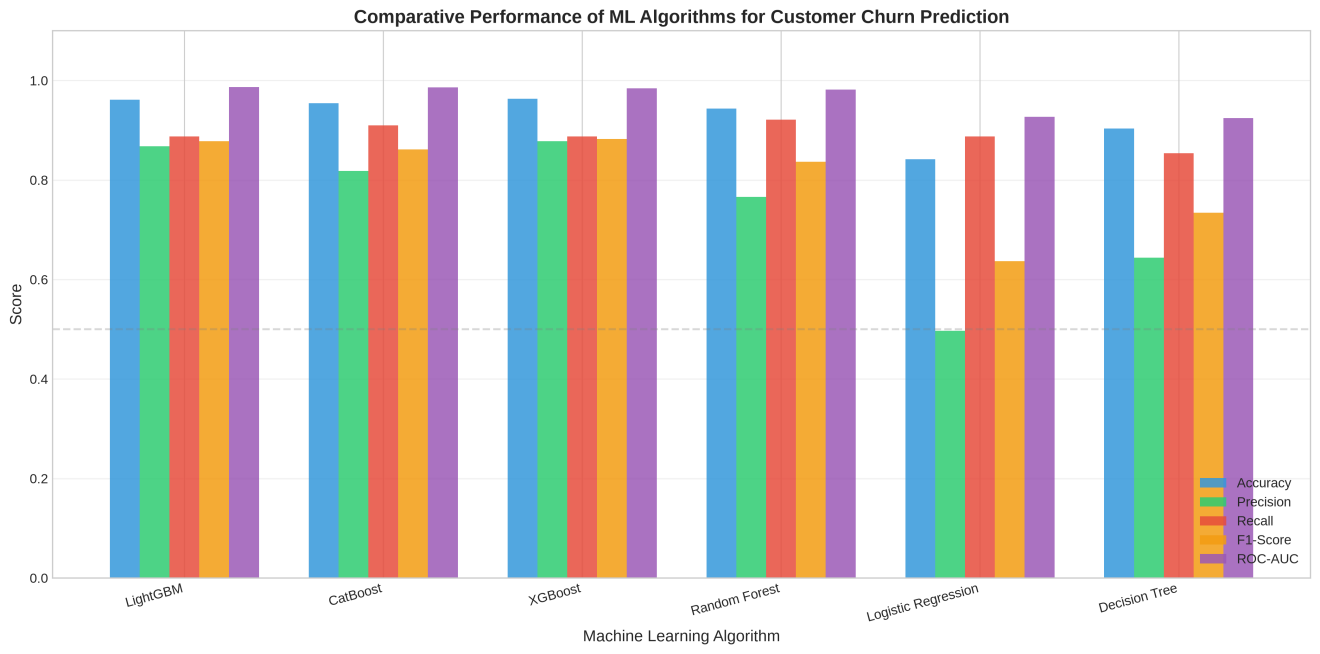 Comparative Performance of ML Algorithms for Customer Churn Prediction
Score
1.0
0.8
0.6
0.4
0.2
0.0
Accuracy
Precision
Recall
F1-Score
ROC-AUC
LightGBM
CatBoost
XGBoost
Random Forest
Logistic Regression
Decision Tree
Machine Learning Algorithm